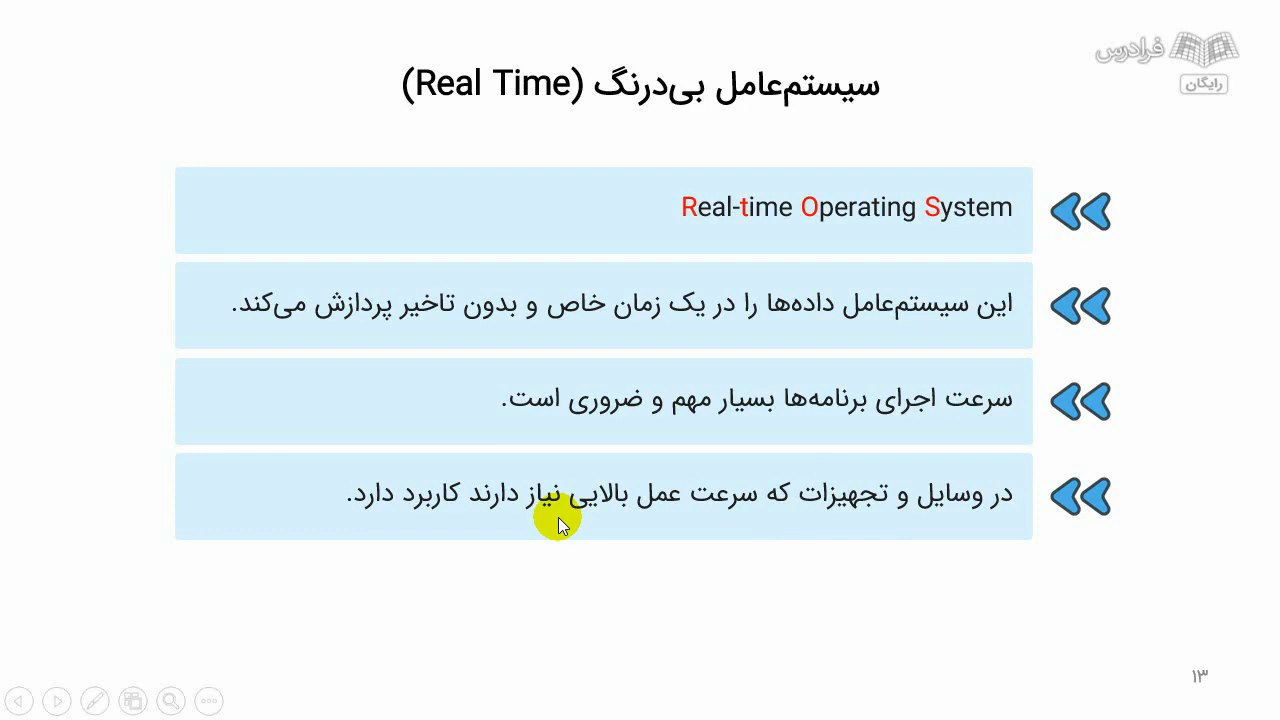 فرادرس
رایگان
سیستم‌عامل بی‌درنگ (Real Time)
Real-time Operating System
این سیستم‌عامل داده‌ها را در یک زمان خاص و بدون تاخیر پردازش می‌کند.
سرعت اجرای برنامه‌ها بسیار مهم و ضروری است.
در وسایل و تجهیزات که سرعت عمل بالایی نیاز دارند کاربرد دارد.
۱۳